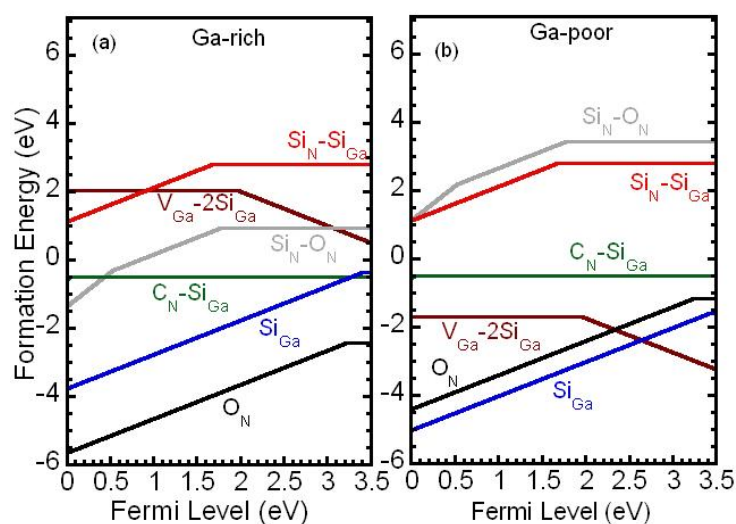 (a) Ga-rich
(b) Ga-poor
Formation Energy (eV)
6
4
2
0
-2
-4
-6
Si_N-Si_Ga
V_Ga-2Si_Ga
Si_N-O_N
C_N-Si_Ga
Si_Ga
O_N
0 0.5 1 1.5 2 2.5 3 3.5
Fermi Level (eV)
6
4
2
0
-2
-4
-6
Si_N-O_N
Si_N-Si_Ga
C_N-Si_Ga
V_Ga-2Si_Ga
O_N
Si_Ga
0 0.5 1 1.5 2 2.5 3 3.5
Fermi Level (eV)